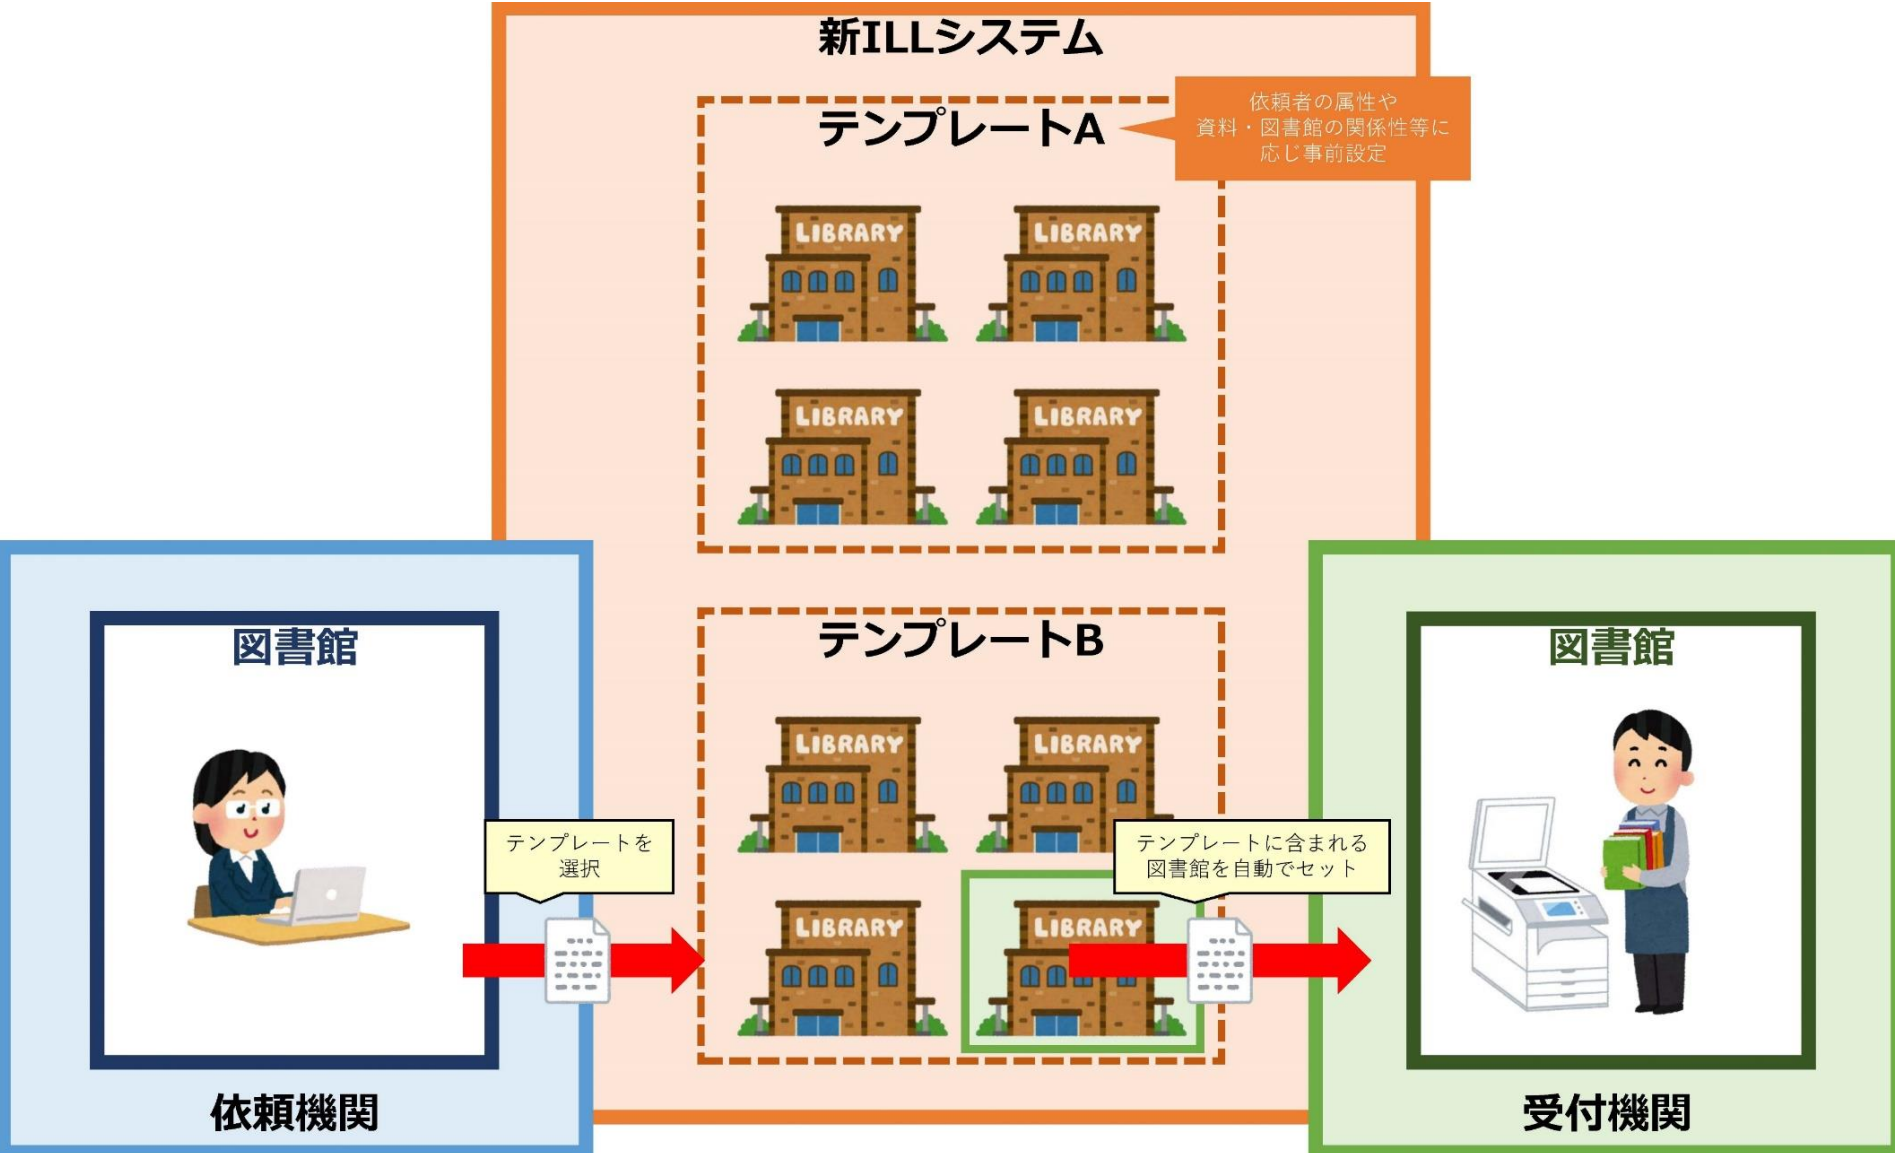 新ILLシステム
テンプレートA
依頼者の属性や
資料・図書館の関係性等に
応じ事前設定
LIBRARY
LIBRARY
LIBRARY
LIBRARY
テンプレートB
LIBRARY
LIBRARY
LIBRARY
LIBRARY
図書館
テンプレートを
選択
依頼機関
テンプレートに含まれる
図書館を自動でセット
図書館
受付機関